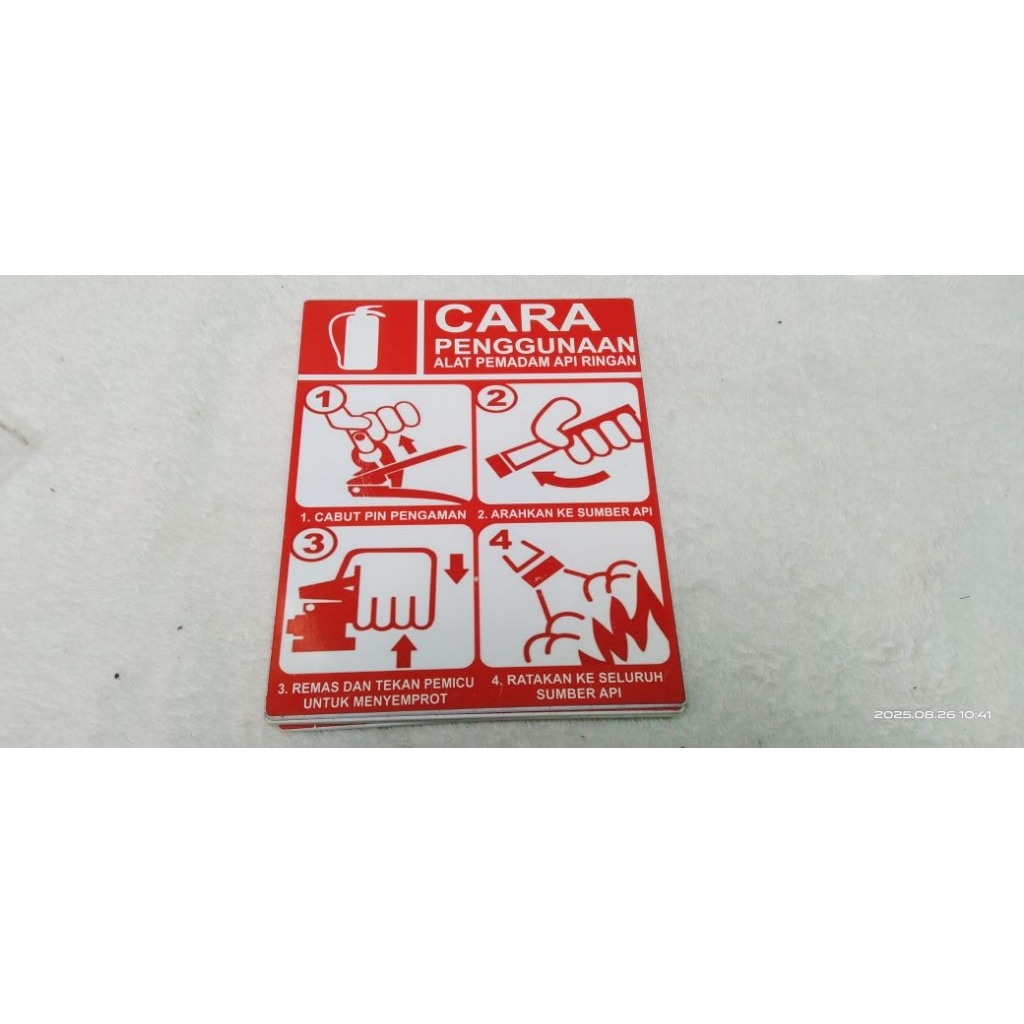 CARA
PENGGUNAAN
ALAT PEMADAM API RINGAN
1
2
1. CABUT PIN PENGAMAN
2. ARAHKAN KE SUMBER API
3
4
3. REMAS DAN TEKAN PEMICU
UNTUK MENYEMPROT
4. RATAKAN KE SELURUH
SUMBER API
2025.08.26 10:41